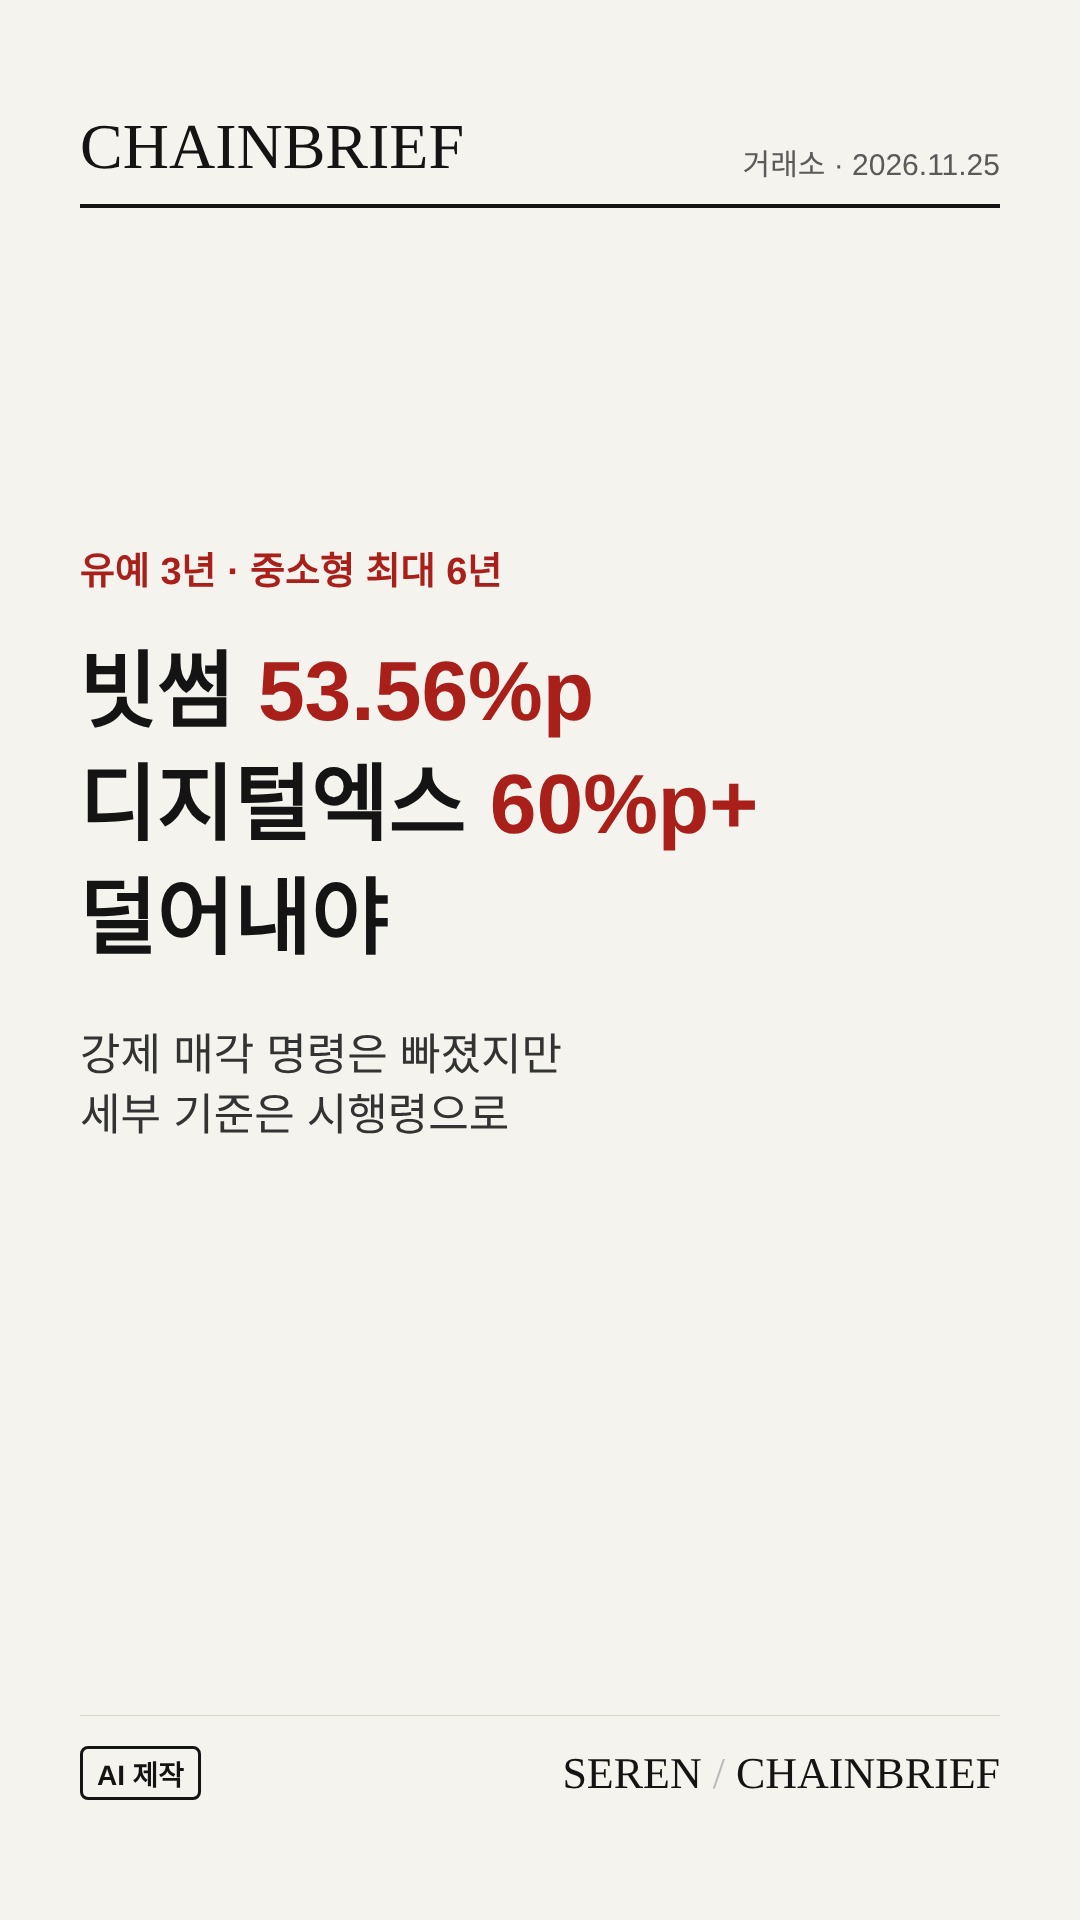 CHAINBRIEF
거래소 · 2026.11.25
유예 3년 · 중소형 최대 6년
빗썸 53.56%p
디지털엑스 60%p+
덜어내야
강제 매각 명령은 빠졌지만
세부 기준은 시행령으로
AI 제작
SEREN / CHAINBRIEF